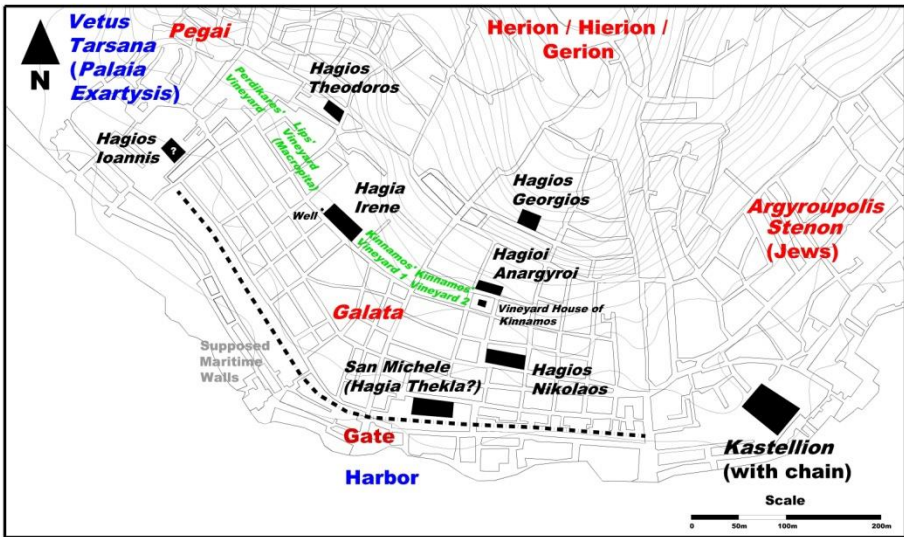 Vetus
Tarsana
(Palaia
Exartysis)
N
Pegai
Herion / Hierion /
Gerion
Hagios
Theodoros
Perdikares'
Vineyard
Lips'
Vineyard
(Macropita)
Hagios
Ioannis
?
Hagia
Irene
Well
Hagios
Georgios
Argyroupolis
Stenon
(Jews)
Kinnamos'
Vineyard 1
Kinnamos'
Vineyard 2
Hagioi
Anargyroi
Vineyard House of
Kinnamos
Galata
Supposed
Maritime
Walls
San Michele
(Hagia Thekla?)
Hagios
Nikolaos
Gate
Harbor
Kastellion
(with chain)
Scale
0 50m 100m 200m